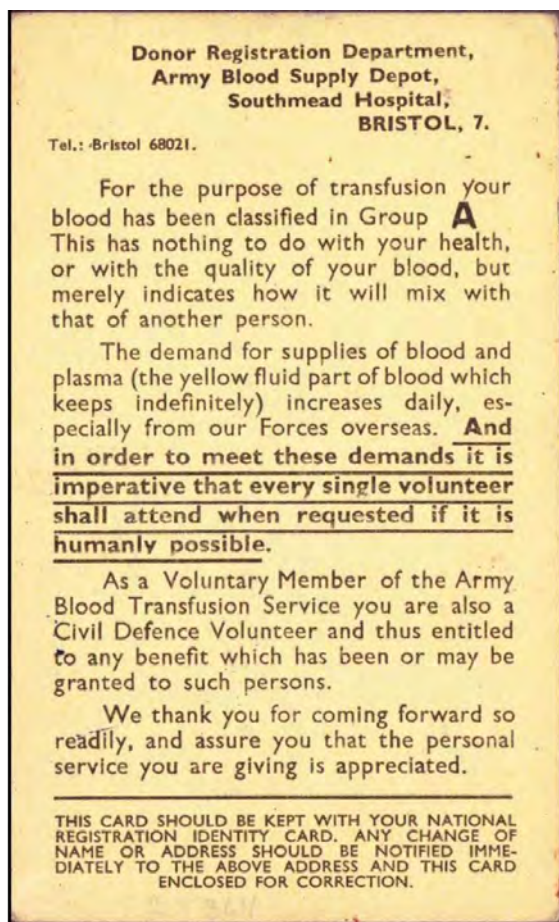 Donor Registration Department,
Army Blood Supply Depot,
Southmead Hospital,
BRISTOL, 7.
Tel.: Bristol 68021.
For the purpose of transfusion your
blood has been classified in Group A
This has nothing to do with your health,
or with the quality of your blood, but
merely indicates how it will mix with
that of another person.
The demand for supplies of blood and
plasma (the yellow fluid part of blood which
keeps indefinitely) increases daily, es-
pecially from our Forces overseas. And
in order to meet these demands it is
imperative that every single volunteer
shall attend when requested if it is
humanly possible.
As a Voluntary Member of the Army
Blood Transfusion Service you are also a
Civil Defence Volunteer and thus entitled
to any benefit which has been or may be
granted to such persons.
We thank you for coming forward so
readily, and assure you that the personal
service you are giving is appreciated.
THIS CARD SHOULD BE KEPT WITH YOUR NATIONAL
REGISTRATION IDENTITY CARD. ANY CHANGE OF
NAME OR ADDRESS SHOULD BE NOTIFIED IMME-
DIATELY TO THE ABOVE ADDRESS AND THIS CARD
ENCLOSED FOR CORRECTION.